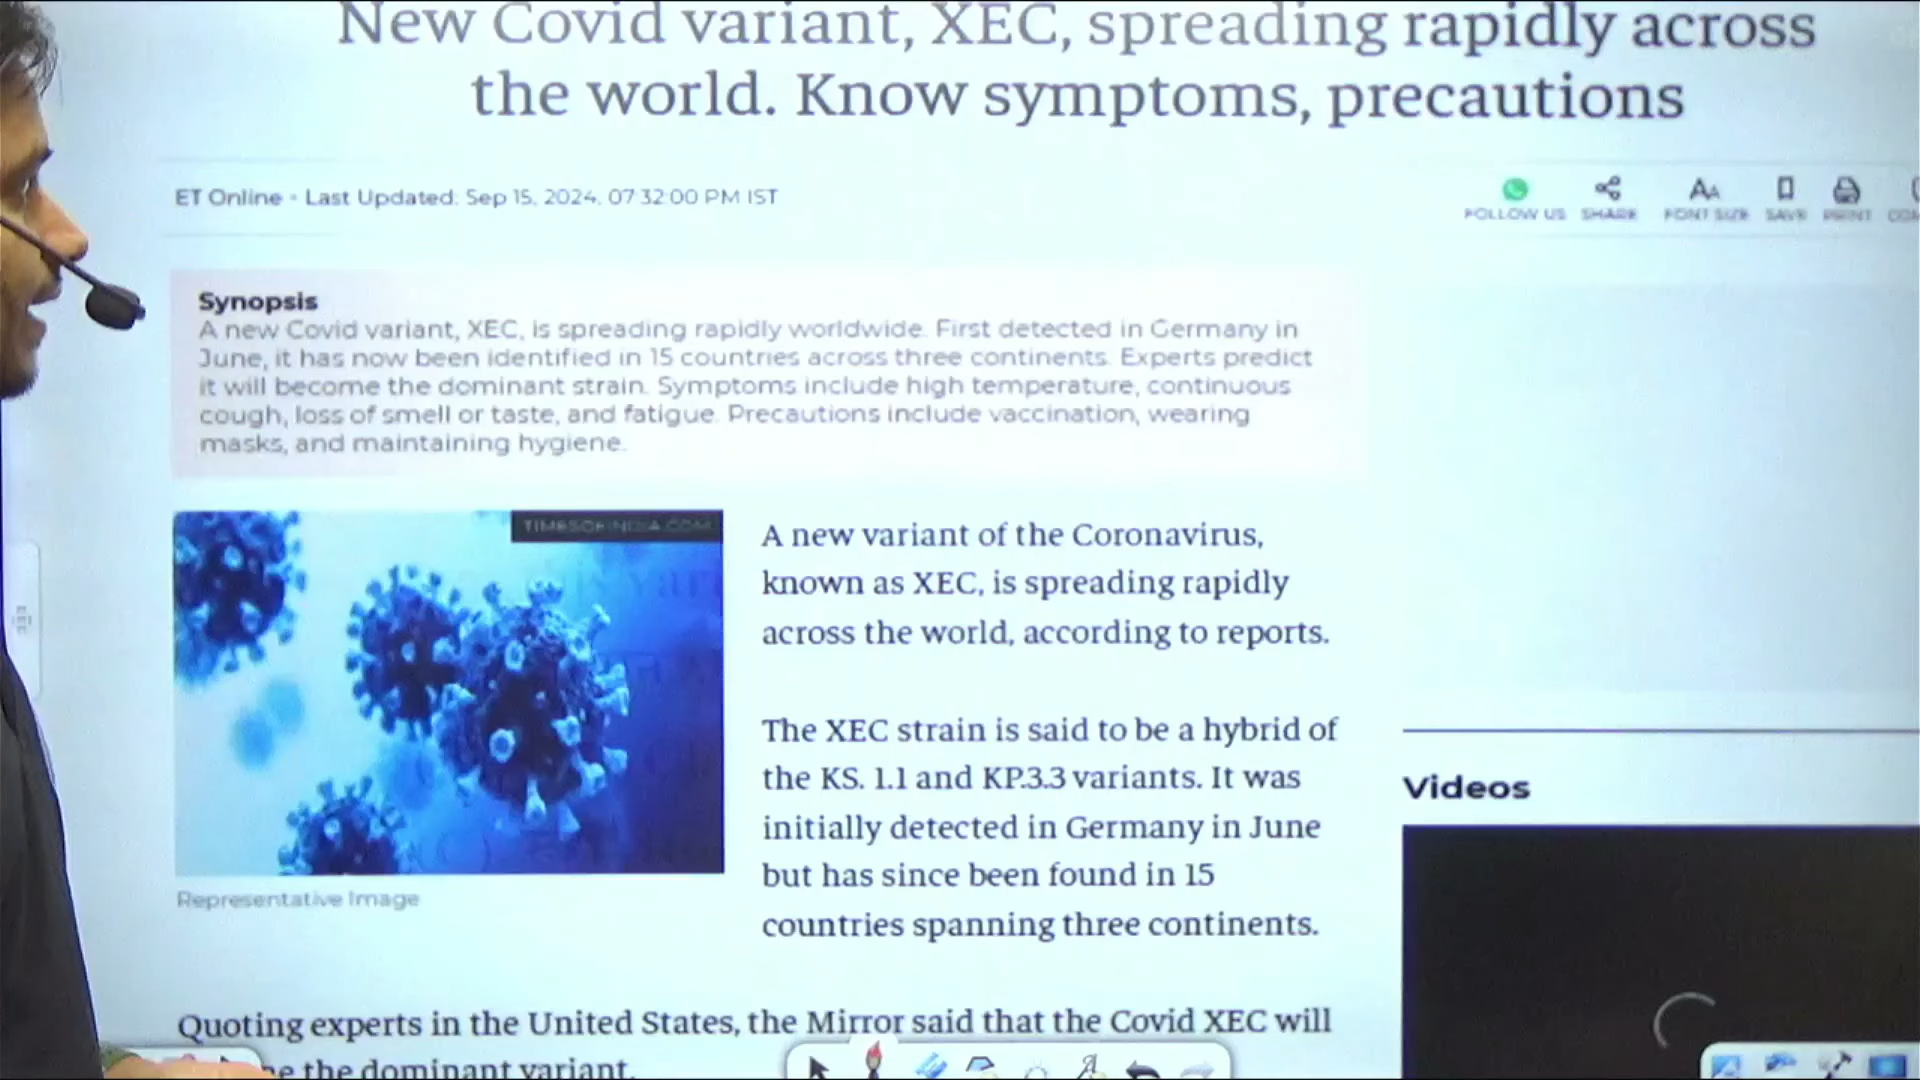 New Covid variant, XEC, spreading rapidly across
the world. Know symptoms, precautions
ET Online • Last Updated: Sep 15, 2024, 07:32:00 PM IST
FOLLOW US SHARE FONT SIZE SAVE PRINT
Synopsis
A new Covid variant, XEC, is spreading rapidly worldwide. First detected in Germany in
June, it has now been identified in 15 countries across three continents. Experts predict
it will become the dominant strain. Symptoms include high temperature, continuous
cough, loss of smell or taste, and fatigue. Precautions include vaccination, wearing
masks, and maintaining hygiene.
TIMESOFINDIA.COM
Representative Image
A new variant of the Coronavirus,
known as XEC, is spreading rapidly
across the world, according to reports.
The XEC strain is said to be a hybrid of
the KS. 1.1 and KP.3.3 variants. It was
initially detected in Germany in June
but has since been found in 15
countries spanning three continents.
Videos
Quoting experts in the United States, the Mirror said that the Covid XEC will
the dominant variant.